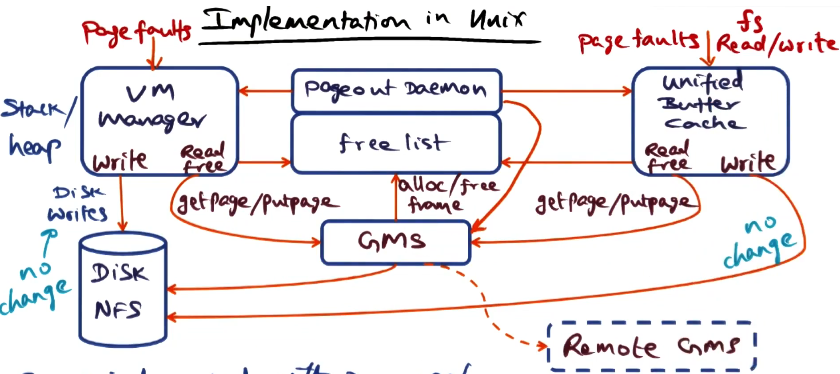 Implementation in Unix
page faults
page faults
fs
Read/write
VM
manager
Stack/
heap
write
Read
free
pageout Daemon
free list
unified
Buffer
cache
Read
free
write
Disk
writes
getpage/putpage
alloc/free
frame
getpage/putpage
GMS
no
change
no
change
Disk
NFS
Remote GMS